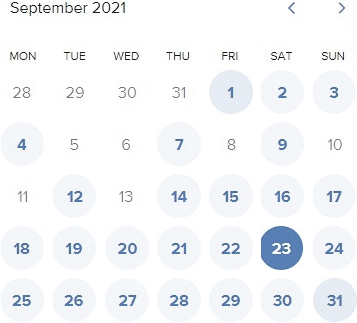 September 2021
MON TUE WED THU FRI SAT SUN
28 29 30 31 1 2 3
4 5 6 7 8 9 10
11 12 13 14 15 16 17
18 19 20 21 22 23 24
25 26 27 28 29 30 31